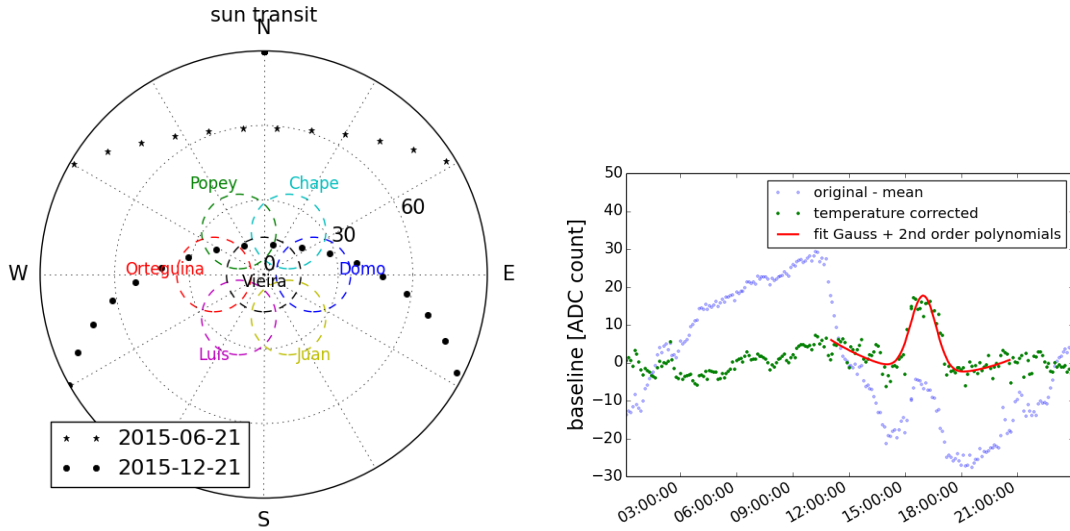 sun transit
N
Popey
Chape
60
30
W
Orteguina
0
Domo
E
Vieira
Luis
Juan
2015-06-21
2015-12-21
S
baseline [ADC count]
50
40
30
20
10
0
−10
−20
−30
original - mean
temperature corrected
fit Gauss + 2nd order polynomials
03:00:00
06:00:00
09:00:00
12:00:00
15:00:00
18:00:00
21:00:00